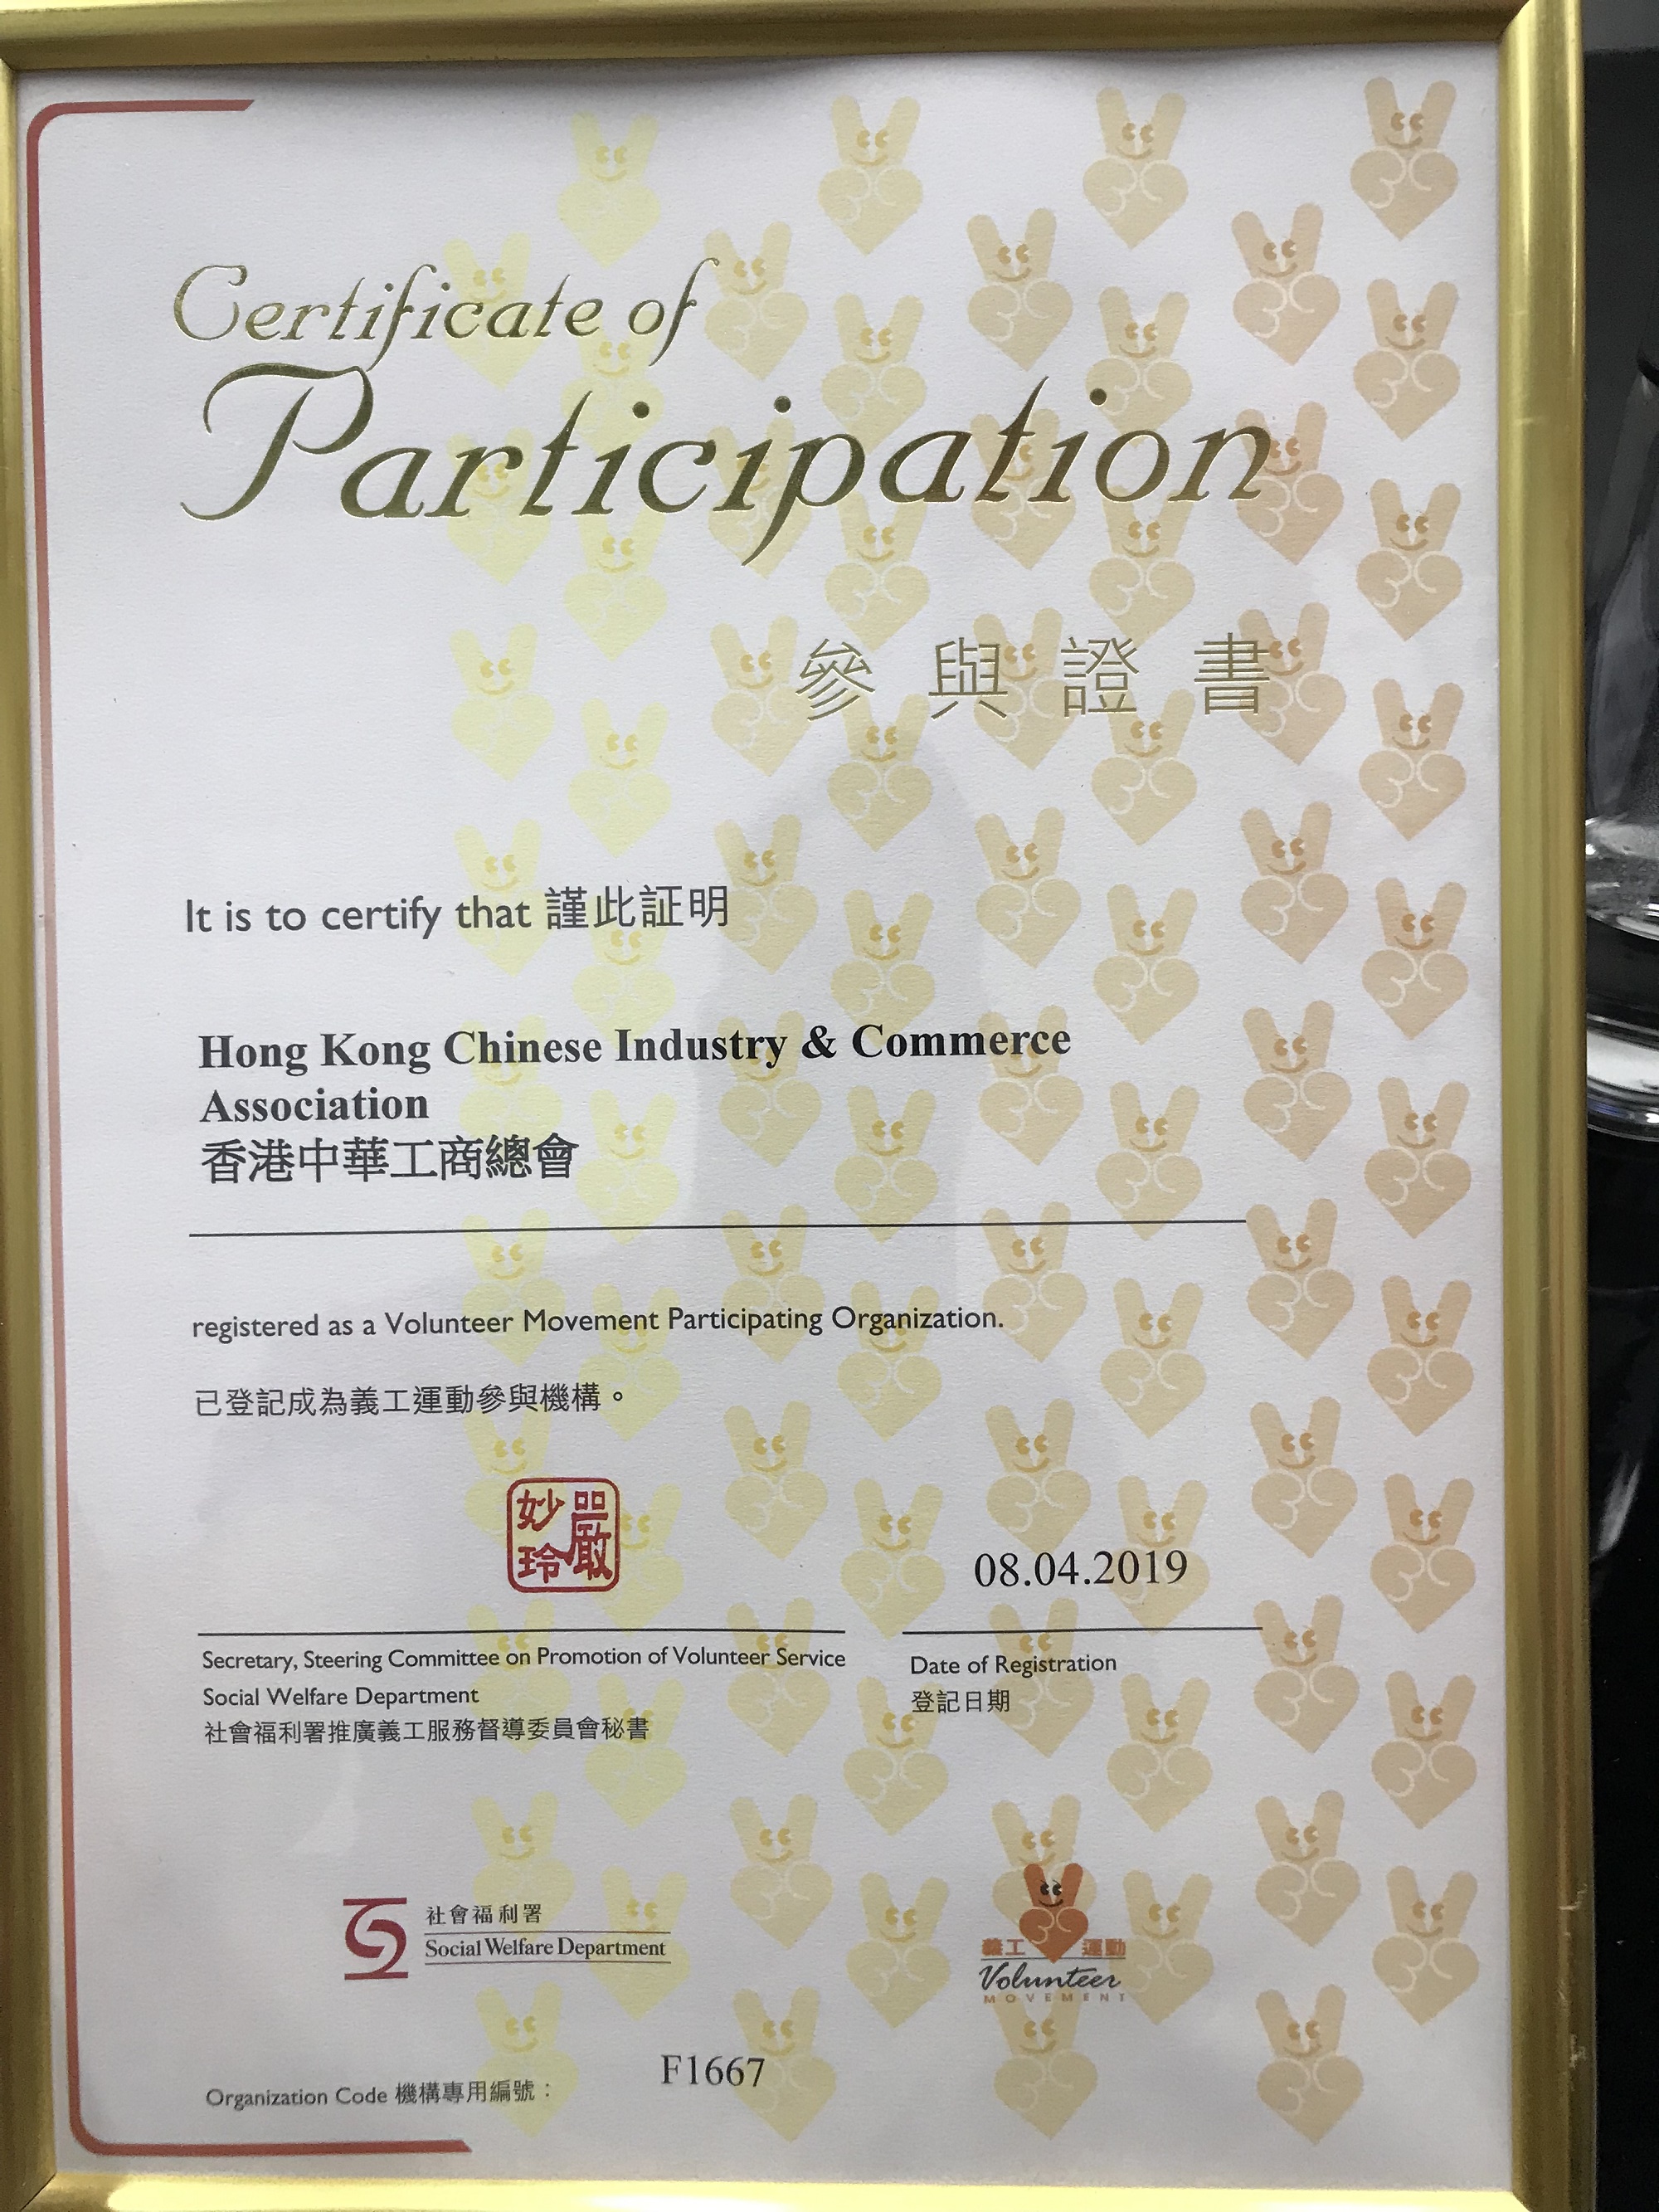 Certificate of
Participation
參與證書
It is to certify that 謹此証明
Hong Kong Chinese Industry & Commerce
Association
香港中華工商總會
registered as a Volunteer Movement Participating Organization.
已登記成為義工運動參與機構。
嚴妙玲
08.04.2019
Secretary, Steering Committee on Promotion of Volunteer Service
Social Welfare Department
社會福利署推廣義工服務督導委員會秘書
Date of Registration
登記日期
社會福利署
Social Welfare Department
義工運動
Volunteer
MOVEMENT
Organization Code 機構專用編號：
F1667